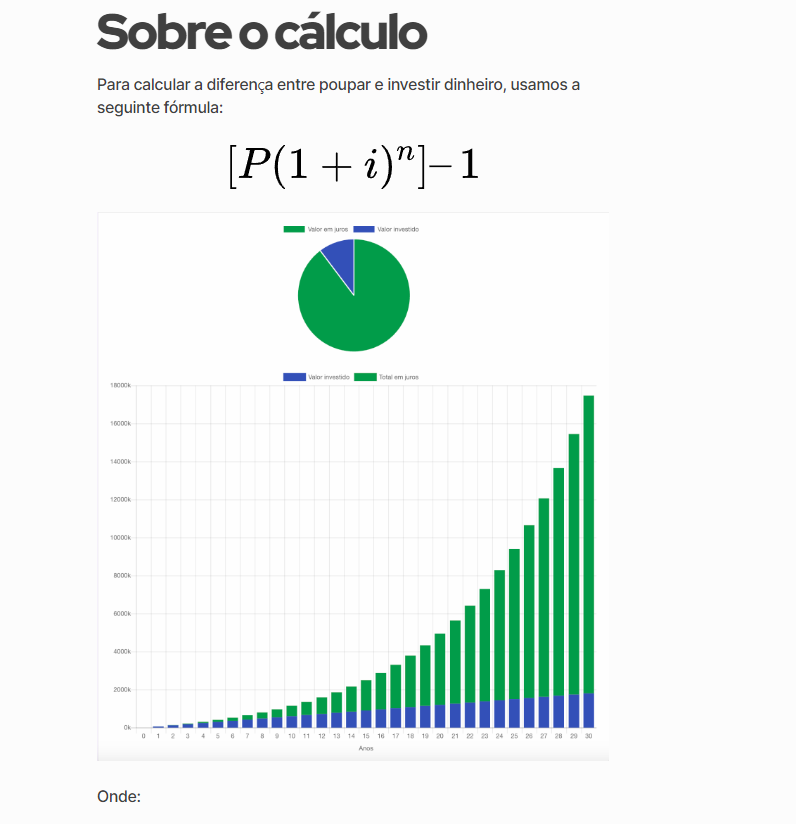 Sobre o cálculo
Para calcular a diferença entre poupar e investir dinheiro, usamos a
seguinte fórmula:
[P(1 + i)ⁿ]−1
Valor em juros Valor investido
Valor investido Total em juros
18000k
16000k
14000k
12000k
10000k
8000k
6000k
4000k
2000k
0k
0 1 2 3 4 5 6 7 8 9 10 11 12 13 14 15 16 17 18 19 20 21 22 23 24 25 26 27 28 29 30
Anos
Onde: